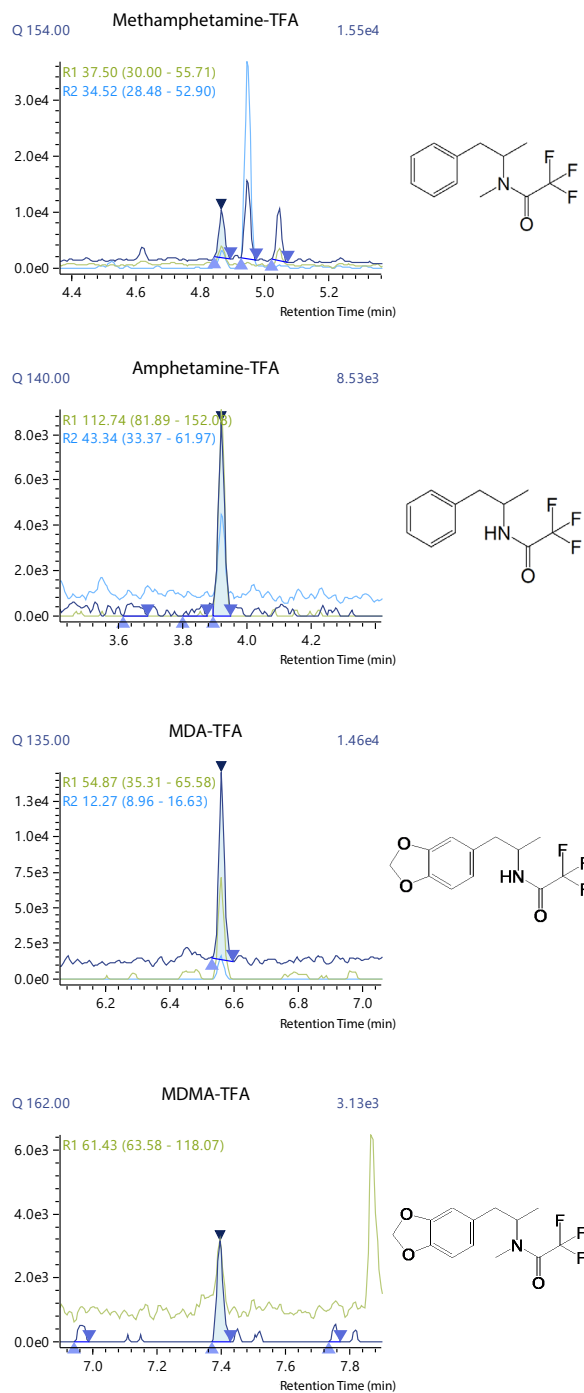 Methamphetamine-TFA
Q 154.00 1.55e4
R1 37.50 (30.00 - 55.71)
R2 34.52 (28.48 - 52.90)
3.0e4
2.0e4
1.0e4
0.0e0
4.4 4.6 4.8 5.0 5.2
Retention Time (min)
F
F
F
N
O
Amphetamine-TFA
Q 140.00 8.53e3
R1 112.74 (81.89 - 152.08)
R2 43.34 (33.37 - 61.97)
8.0e3
6.0e3
4.0e3
2.0e3
0.0e0
3.6 3.8 4.0 4.2
Retention Time (min)
F
F
F
HN
O
MDA-TFA
Q 135.00 1.46e4
R1 54.87 (35.31 - 65.58)
R2 12.27 (8.96 - 16.63)
1.3e4
1.0e4
7.5e3
5.0e3
2.5e3
0.0e0
6.2 6.4 6.6 6.8 7.0
Retention Time (min)
O
O
F
F
F
HN
O
MDMA-TFA
Q 162.00 3.13e3
R1 61.43 (63.58 - 118.07)
6.0e3
4.0e3
2.0e3
0.0e0
7.0 7.4 7.6 7.8
Retention Time (min)
O
O
F
F
F
N
O